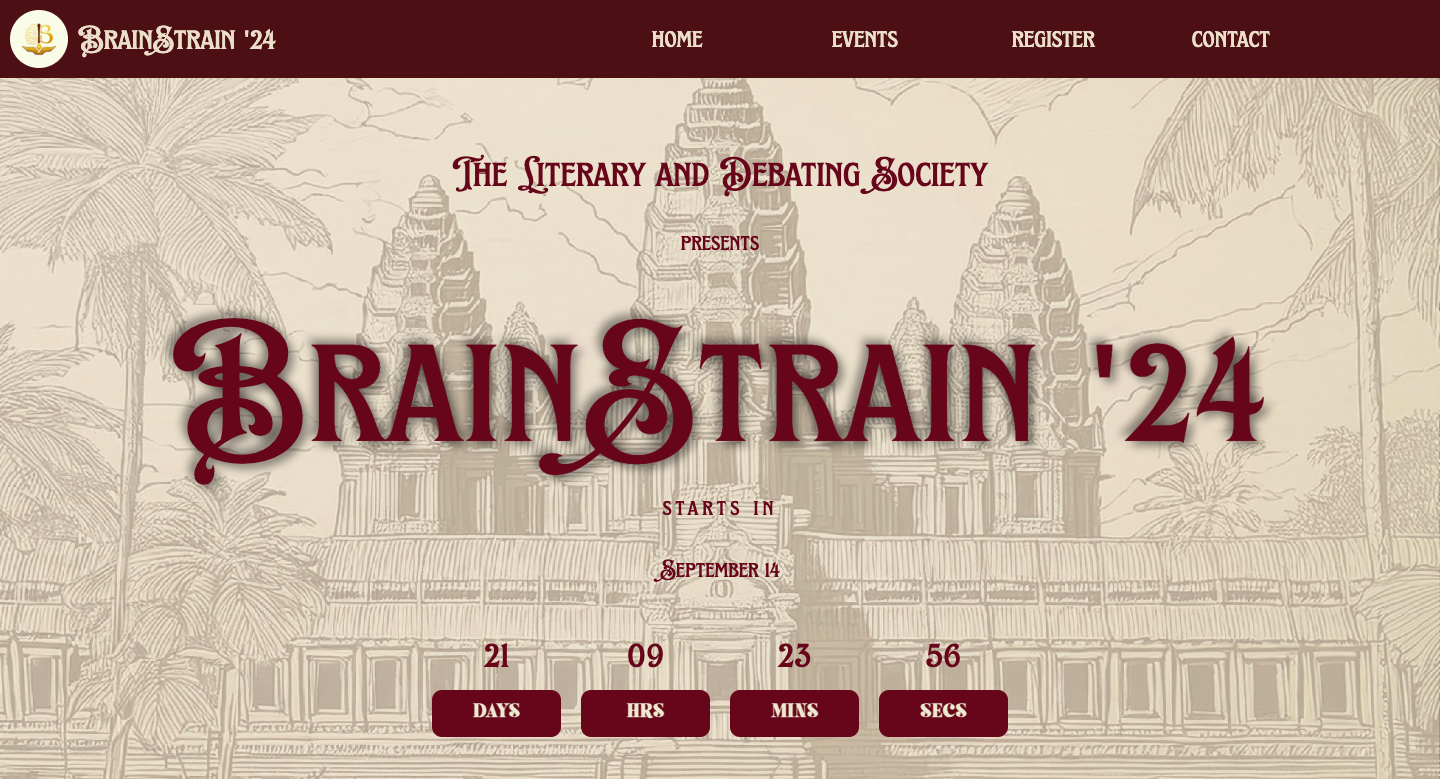 BrainStrain '24
HOME EVENTS REGISTER CONTACT
The Literary and Debating Society
PRESENTS
BrainStrain '24
STARTS IN
September 14
21 09 23 56
DAYS HRS MINS SECS